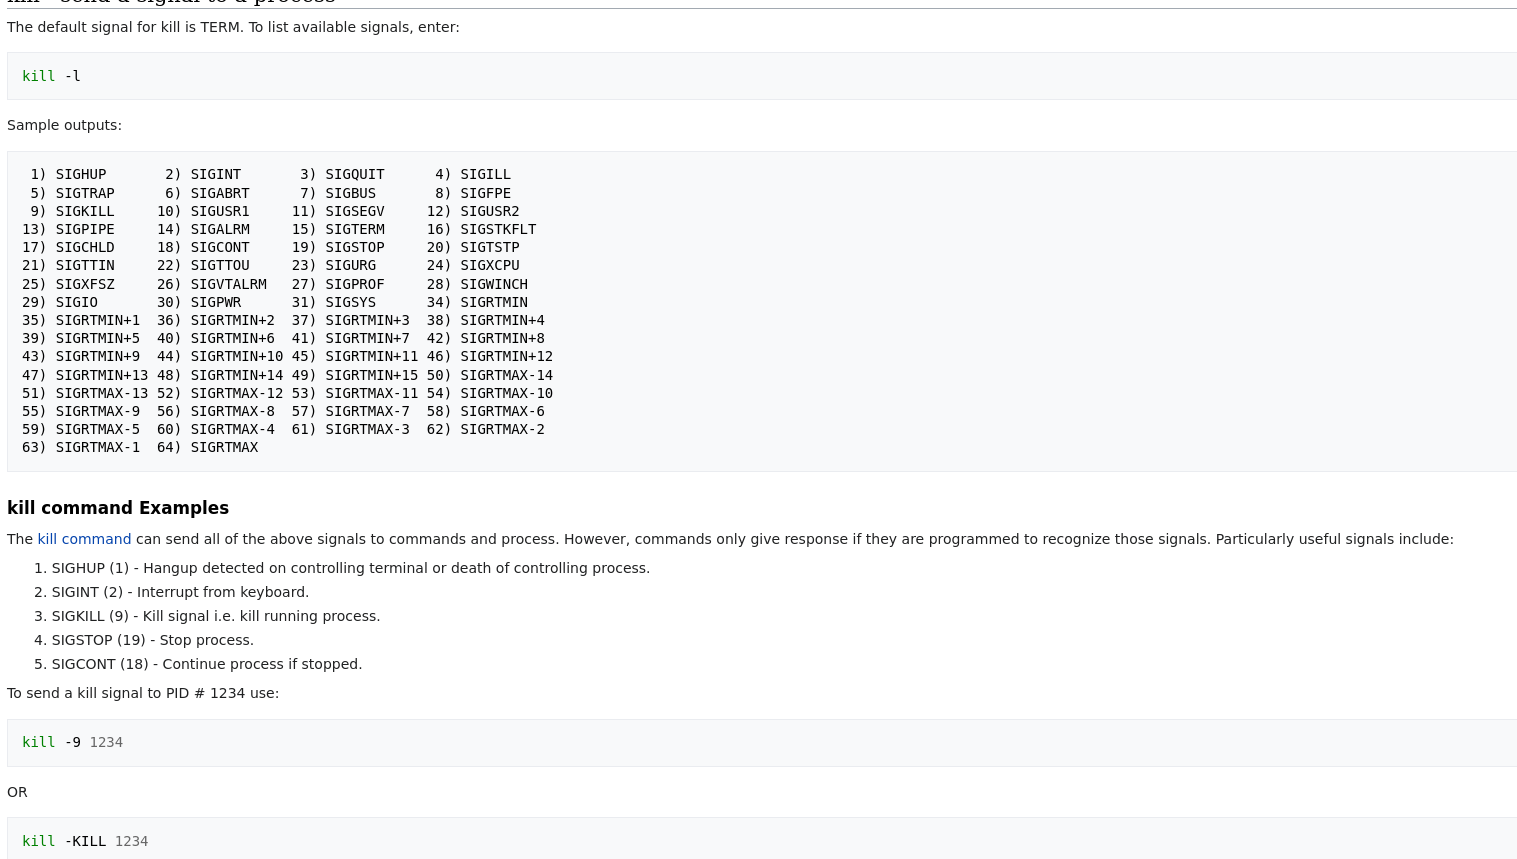 kill - send a signal to a process
The default signal for kill is TERM. To list available signals, enter:
kill -l
Sample outputs:
 1) SIGHUP       2) SIGINT       3) SIGQUIT      4) SIGILL
 5) SIGTRAP      6) SIGABRT      7) SIGBUS       8) SIGFPE
 9) SIGKILL     10) SIGUSR1     11) SIGSEGV     12) SIGUSR2
13) SIGPIPE     14) SIGALRM     15) SIGTERM     16) SIGSTKFLT
17) SIGCHLD     18) SIGCONT     19) SIGSTOP     20) SIGTSTP
21) SIGTTIN     22) SIGTTOU     23) SIGURG      24) SIGXCPU
25) SIGXFSZ     26) SIGVTALRM   27) SIGPROF     28) SIGWINCH
29) SIGIO       30) SIGPWR      31) SIGSYS      34) SIGRTMIN
35) SIGRTMIN+1  36) SIGRTMIN+2  37) SIGRTMIN+3  38) SIGRTMIN+4
39) SIGRTMIN+5  40) SIGRTMIN+6  41) SIGRTMIN+7  42) SIGRTMIN+8
43) SIGRTMIN+9  44) SIGRTMIN+10 45) SIGRTMIN+11 46) SIGRTMIN+12
47) SIGRTMIN+13 48) SIGRTMIN+14 49) SIGRTMIN+15 50) SIGRTMAX-14
51) SIGRTMAX-13 52) SIGRTMAX-12 53) SIGRTMAX-11 54) SIGRTMAX-10
55) SIGRTMAX-9  56) SIGRTMAX-8  57) SIGRTMAX-7  58) SIGRTMAX-6
59) SIGRTMAX-5  60) SIGRTMAX-4  61) SIGRTMAX-3  62) SIGRTMAX-2
63) SIGRTMAX-1  64) SIGRTMAX
kill command Examples
The kill command can send all of the above signals to commands and process. However, commands only give response if they are programmed to recognize those signals. Particularly useful signals include:
1. SIGHUP (1) - Hangup detected on controlling terminal or death of controlling process.
2. SIGINT (2) - Interrupt from keyboard.
3. SIGKILL (9) - Kill signal i.e. kill running process.
4. SIGSTOP (19) - Stop process.
5. SIGCONT (18) - Continue process if stopped.
To send a kill signal to PID # 1234 use:
kill -9 1234
OR
kill -KILL 1234